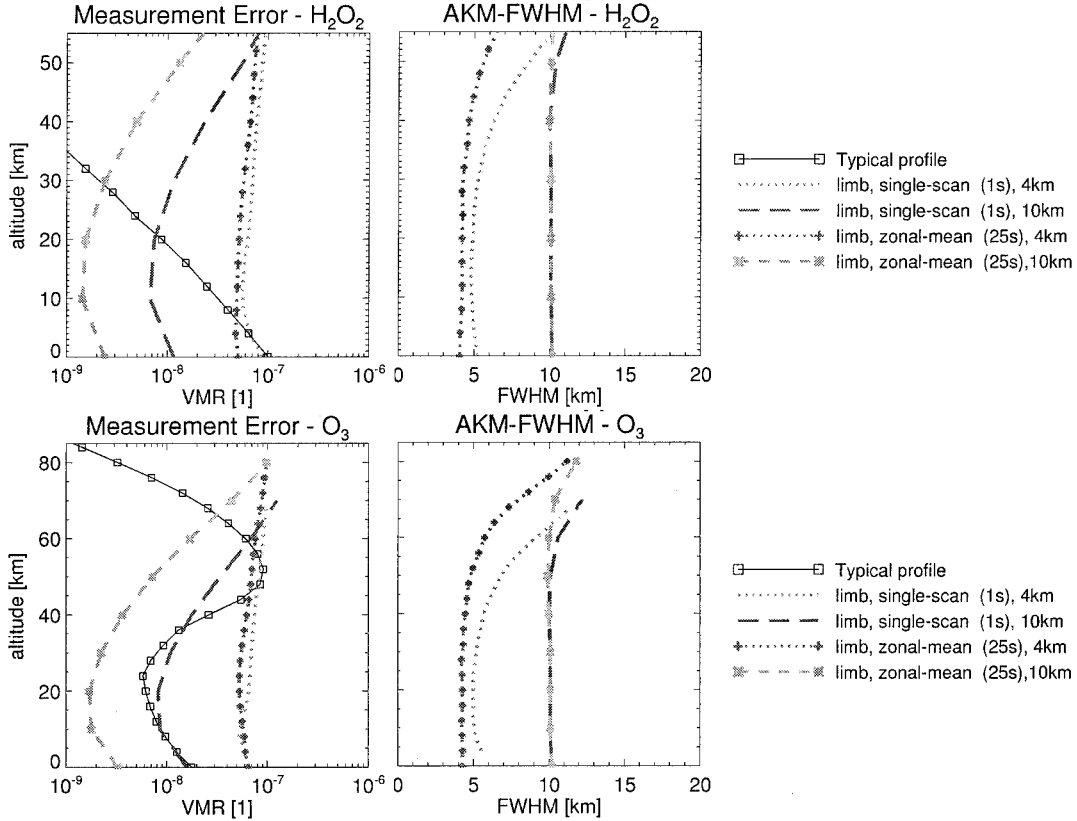 Measurement Error - H₂O₂
AKM-FWHM - H₂O₂
50
40
30
20
10
0
altitude [km]
10⁻⁹ 10⁻⁸ 10⁻⁷ 10⁻⁶
VMR [1]
0 5 10 15 20
FWHM [km]
Typical profile
limb, single-scan (1s), 4km
limb, single-scan (1s), 10km
limb, zonal-mean (25s), 4km
limb, zonal-mean (25s),10km
Measurement Error - O₃
AKM-FWHM - O₃
80
60
40
20
0
altitude [km]
10⁻⁹ 10⁻⁸ 10⁻⁷ 10⁻⁶
VMR [1]
0 5 10 15 20
FWHM [km]
Typical profile
limb, single-scan (1s), 4km
limb, single-scan (1s), 10km
limb, zonal-mean (25s), 4km
limb, zonal-mean (25s),10km